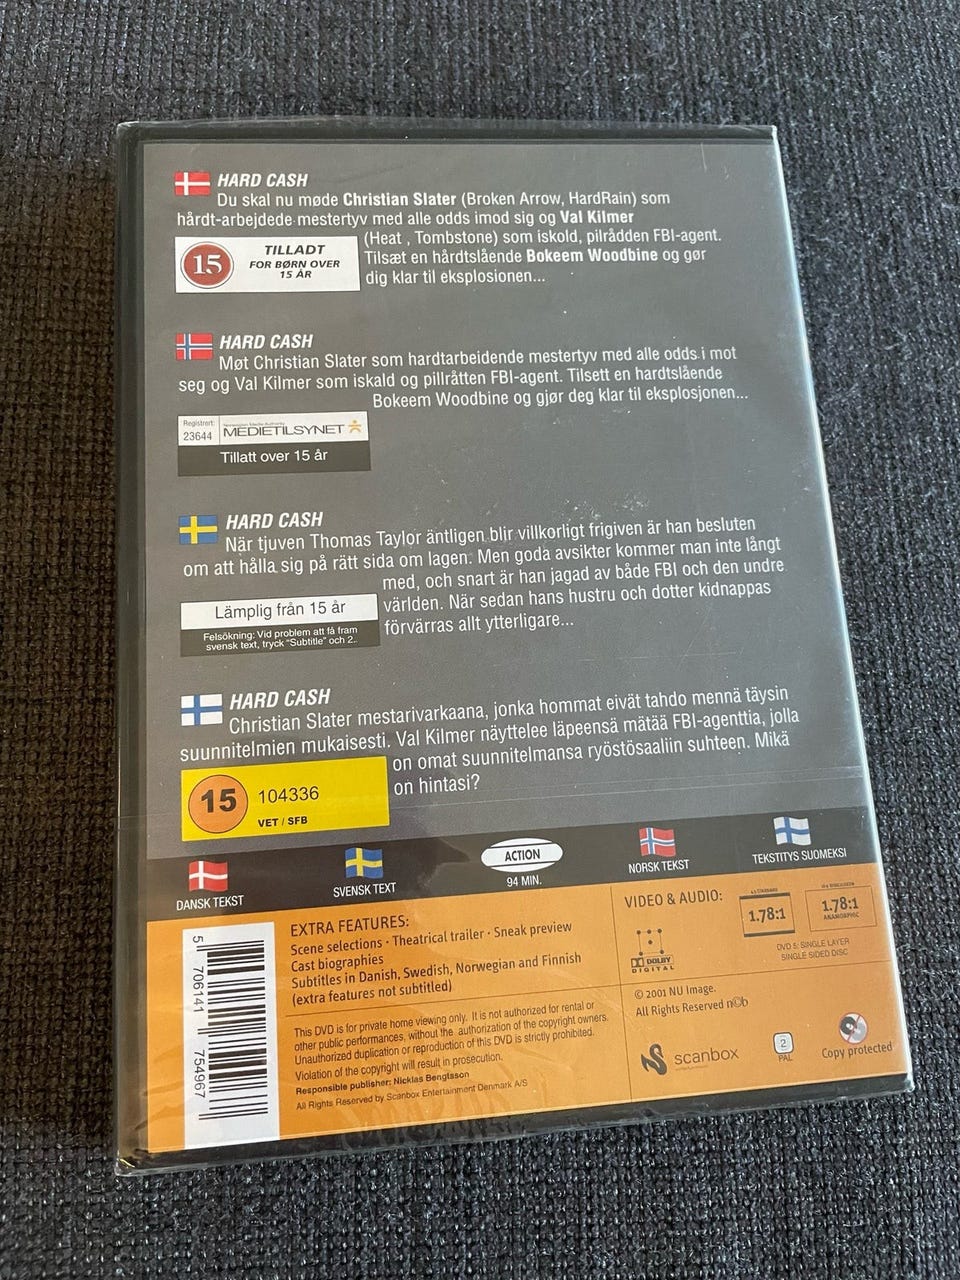 HARD CASH
Du skal nu møde Christian Slater (Broken Arrow, HardRain) som
hårdt-arbejdede mestertyv med alle odds imod sig og Val Kilmer
(Heat , Tombstone) som iskold, pilrådden FBI-agent.
Tilsæt en hårdtslående Bokeem Woodbine og gør
dig klar til eksplosionen...
15
TILLADT
FOR BØRN OVER
15 ÅR
HARD CASH
Møt Christian Slater som hardtarbeidende mestertyv med alle odds i mot
seg og Val Kilmer som iskald og pillråtten FBI-agent. Tilsett en hardtslående
Bokeem Woodbine og gjør deg klar til eksplosjonen...
Registrert:
23644
Norwegian Media Authority
MEDIETILSYNET
Tillatt over 15 år
HARD CASH
När tjuven Thomas Taylor äntligen blir villkorligt frigiven är han besluten
om att hålla sig på rätt sida om lagen. Men goda avsikter kommer man inte långt
med, och snart är han jagad av både FBI och den undre
världen. När sedan hans hustru och dotter kidnappas
förvärras allt ytterligare...
Lämplig från 15 år
Felsökning: Vid problem att få fram
svensk text, tryck "Subtitle" och 2..
HARD CASH
Christian Slater mestarivarkaana, jonka hommat eivät tahdo mennä täysin
suunnitelmien mukaisesti. Val Kilmer näyttelee läpeensä mätää FBI-agenttia, jolla
on omat suunnitelmansa ryöstösaaliin suhteen. Mikä
on hintasi?
15 104336
VET / SFB
DANSK TEKST
SVENSK TEXT
ACTION
94 MIN.
NORSK TEKST
TEKSTITYS SUOMEKSI
5 706141 754967
EXTRA FEATURES:
Scene selections · Theatrical trailer · Sneak preview
Cast biographies
Subtitles in Danish, Swedish, Norwegian and Finnish
(extra features not subtitled)
This DVD is for private home viewing only. It is not authorized for rental or
other public performances, without the authorization of the copyright owners.
Unauthorized duplication or reproduction of this DVD is strictly prohibited.
Violation of the copyright will result in prosecution.
Responsible publisher: Nicklas Bengtsson
All Rights Reserved by Scanbox Entertainment Denmark A/S
VIDEO & AUDIO:
DOLBY
DIGITAL
4:3 STANDARD
1.78:1
16:9 WIDESCREEN
1.78:1
ANAMORPHIC
DVD 5: SINGLE LAYER
SINGLE SIDED DISC
© 2001 NU Image.
All Rights Reserved n©b
scanbox
2
PAL
Copy protected